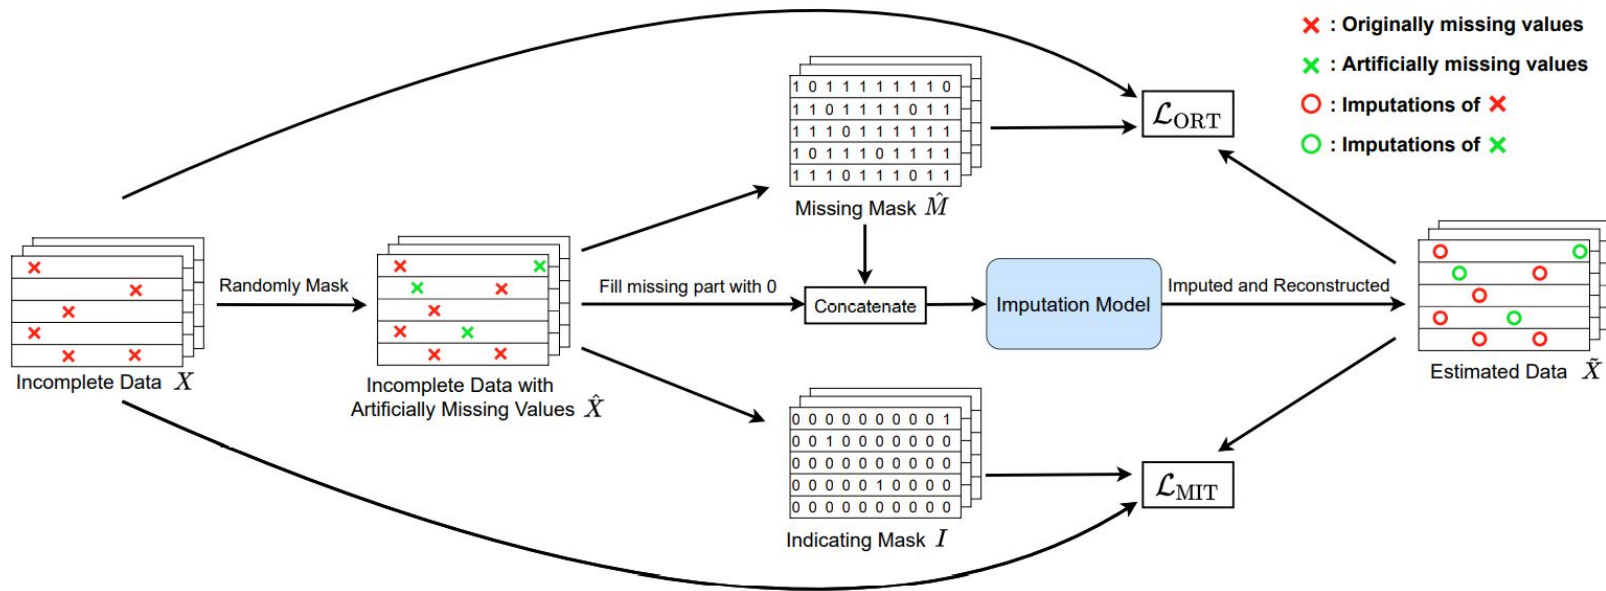 : Originally missing values
: Artificially missing values
: Imputations of
: Imputations of
1 0 1 1 1 1 1 1 1 0
1 1 0 1 1 1 1 0 1 1
1 1 1 0 1 1 1 1 1 1
1 0 1 1 1 0 1 1 1 1
1 1 1 0 1 1 1 0 1 1
Missing Mask M̂
ℒORT
Randomly Mask
Fill missing part with 0
Concatenate
Imputation Model
Imputed and Reconstructed
Incomplete Data X
Incomplete Data with
Artificially Missing Values X̂
Estimated Data X̃
0 0 0 0 0 0 0 0 0 1
0 0 1 0 0 0 0 0 0 0
0 0 0 0 0 0 0 0 0 0
0 0 0 0 0 1 0 0 0 0
0 0 0 0 0 0 0 0 0 0
Indicating Mask I
ℒMIT